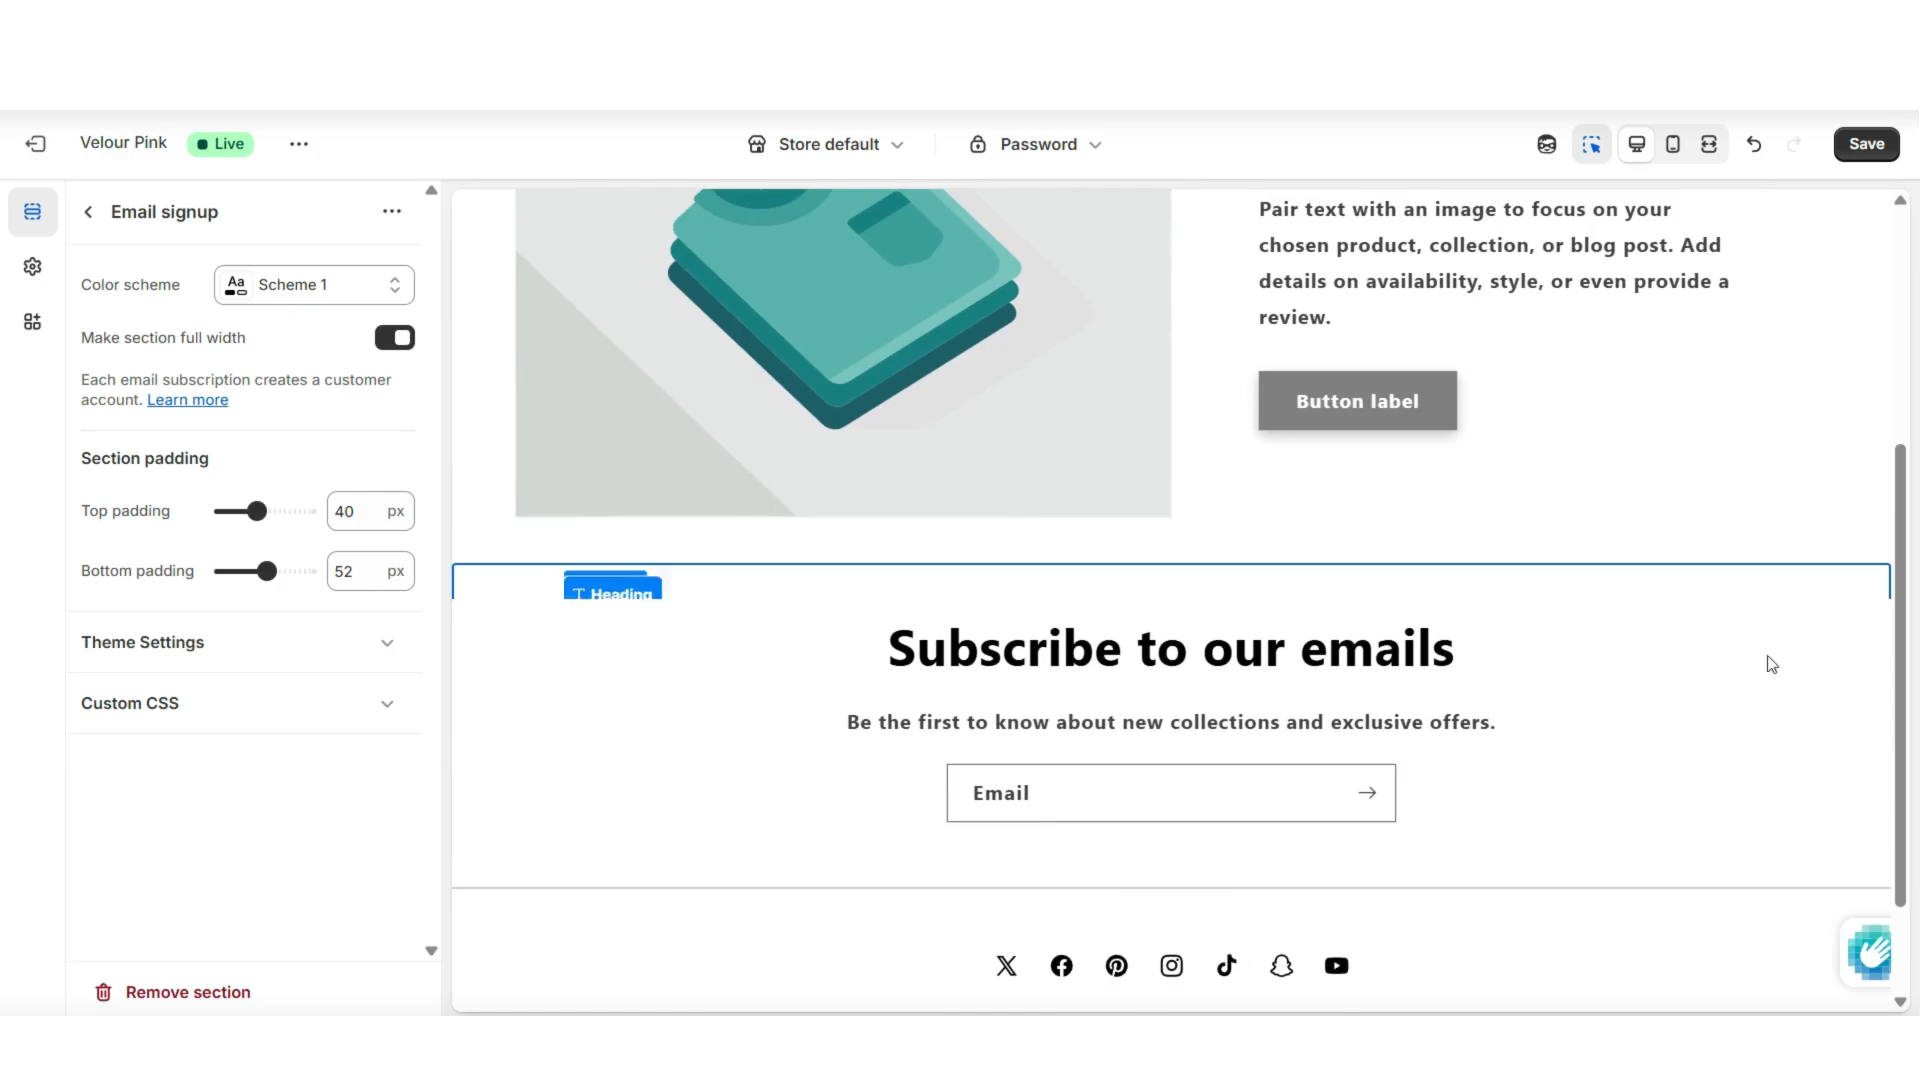 Velour Pink
Live
Store default
Password
Save
Email signup
Color scheme
Aa
Scheme 1
Make section full width
Each email subscription creates a customer
account. Learn more
Section padding
Top padding
40 px
Bottom padding
52 px
Theme Settings
Custom CSS
Remove section
Pair text with an image to focus on your
chosen product, collection, or blog post. Add
details on availability, style, or even provide a
review.
Button label
Heading
Subscribe to our emails
Be the first to know about new collections and exclusive offers.
Email